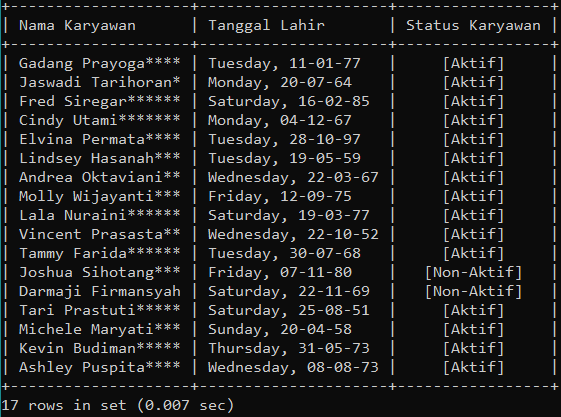 +--------------------+--------------------+-----------------+
| Nama Karyawan      | Tanggal Lahir      | Status Karyawan |
+--------------------+--------------------+-----------------+
| Gadang Prayoga**** | Tuesday, 11-01-77  |     [Aktif]     |
| Jaswadi Tarihoran* | Monday, 20-07-64   |     [Aktif]     |
| Fred Siregar****** | Saturday, 16-02-85 |     [Aktif]     |
| Cindy Utami******* | Monday, 04-12-67   |     [Aktif]     |
| Elvina Permata**** | Tuesday, 28-10-97  |     [Aktif]     |
| Lindsey Hasanah*** | Tuesday, 19-05-59  |     [Aktif]     |
| Andrea Oktaviani** | Wednesday, 22-03-67|     [Aktif]     |
| Molly Wijayanti*** | Friday, 12-09-75   |     [Aktif]     |
| Lala Nuraini****** | Saturday, 19-03-77 |     [Aktif]     |
| Vincent Prasasta** | Wednesday, 22-10-52|     [Aktif]     |
| Tammy Farida****** | Tuesday, 30-07-68  |     [Aktif]     |
| Joshua Sihotang*** | Friday, 07-11-80   |   [Non-Aktif]   |
| Darmaji Firmansyah | Saturday, 22-11-69 |   [Non-Aktif]   |
| Tari Prastuti***** | Saturday, 25-08-51 |     [Aktif]     |
| Michele Maryati*** | Sunday, 20-04-58   |     [Aktif]     |
| Kevin Budiman***** | Thursday, 31-05-73 |     [Aktif]     |
| Ashley Puspita**** | Wednesday, 08-08-73|     [Aktif]     |
+--------------------+--------------------+-----------------+
17 rows in set (0.007 sec)